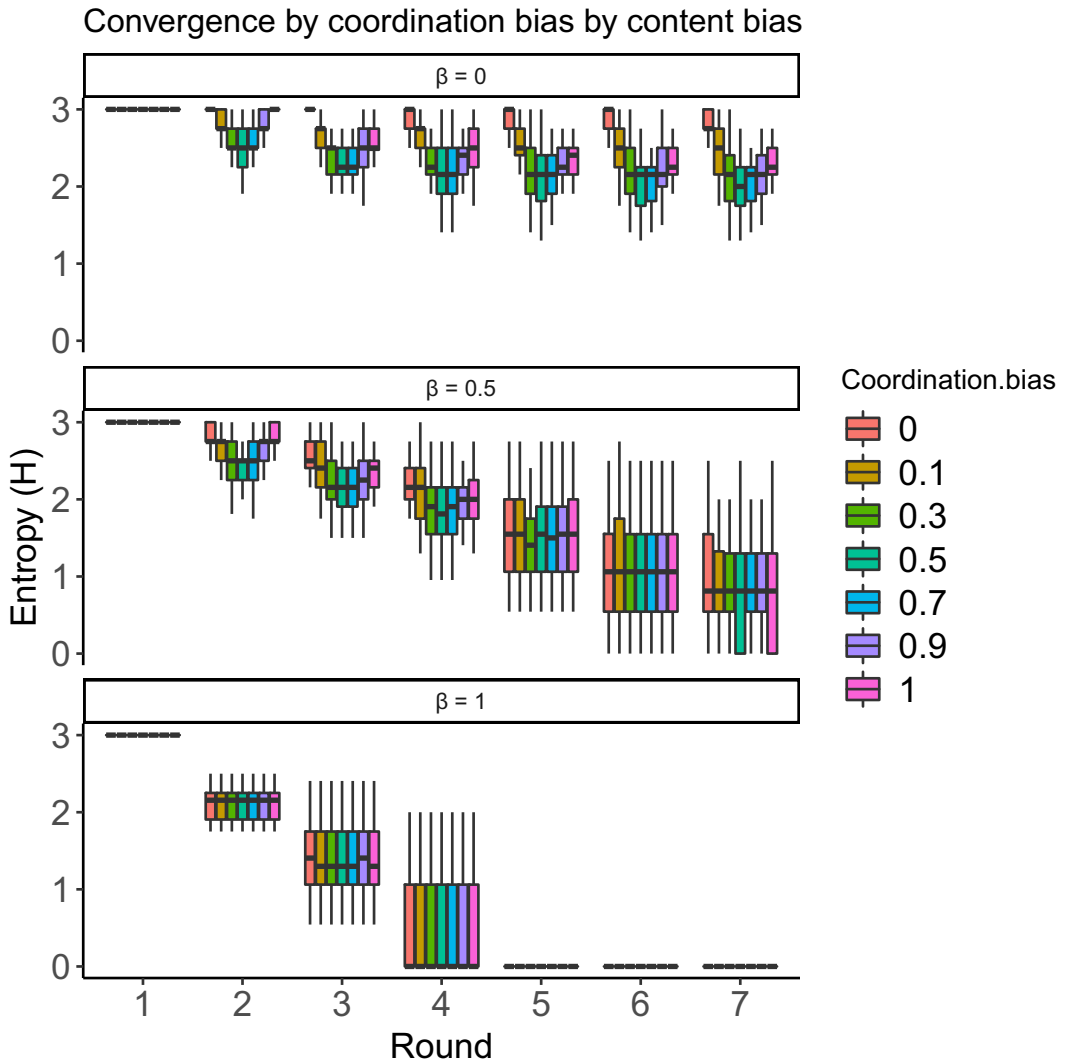 Convergence by coordination bias by content bias
β = 0
3
2
1
0
β = 0.5
3
2
1
0
β = 1
3
2
1
0
Entropy (H)
1 2 3 4 5 6 7
Round
Coordination.bias
0
0.1
0.3
0.5
0.7
0.9
1